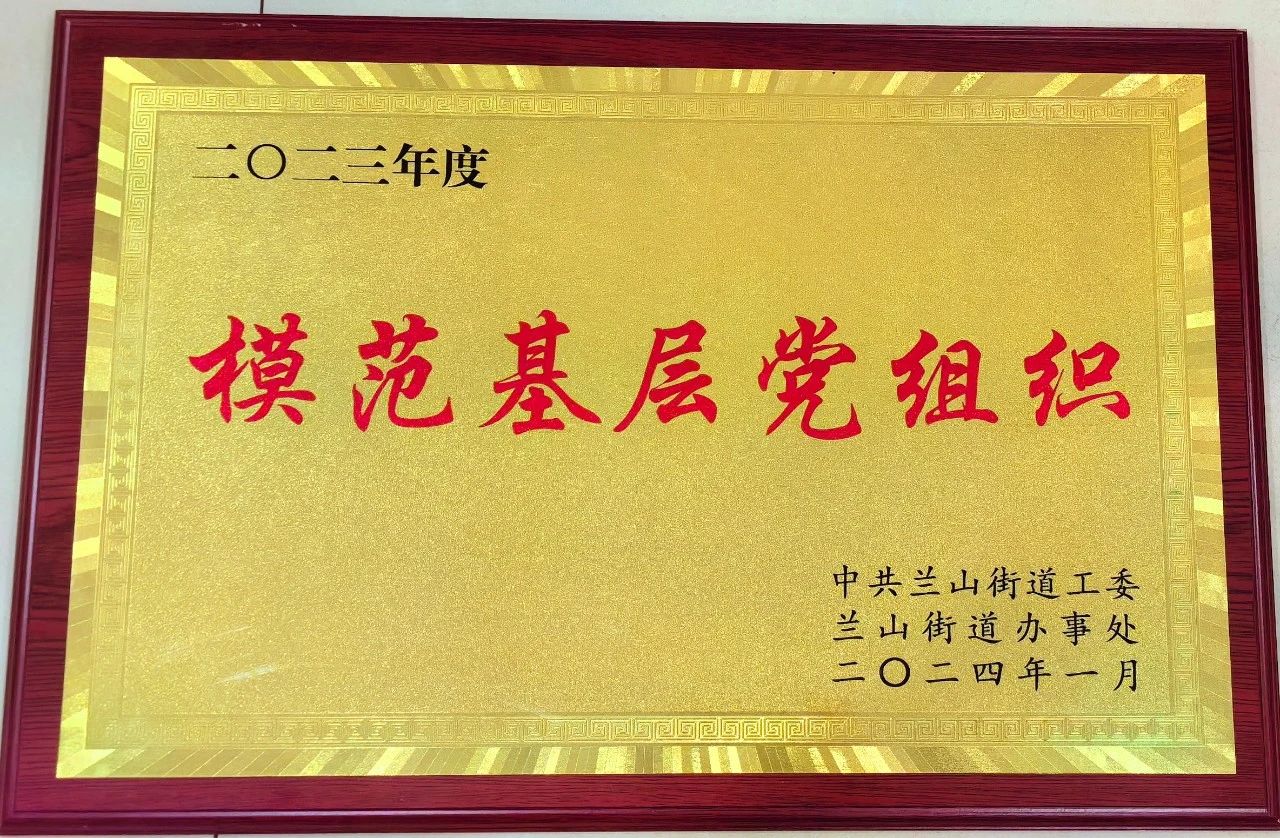 二〇二三年度
模范基层党组织
中共兰山街道工委
兰山街道办事处
二〇二四年一月